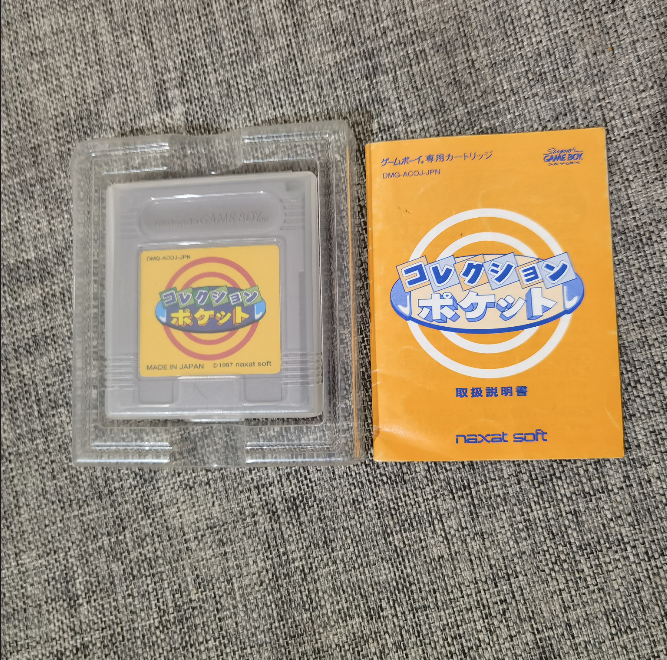 DMG-ACOJ-JPN
コレクション
ポケット
MADE IN JAPAN ©1997 naxat soft
ゲームボーイ® 専用カートリッジ
DMG-ACOJ-JPN
Super
GAME BOY
コレクション
ポケット
取扱説明書
naxat soft